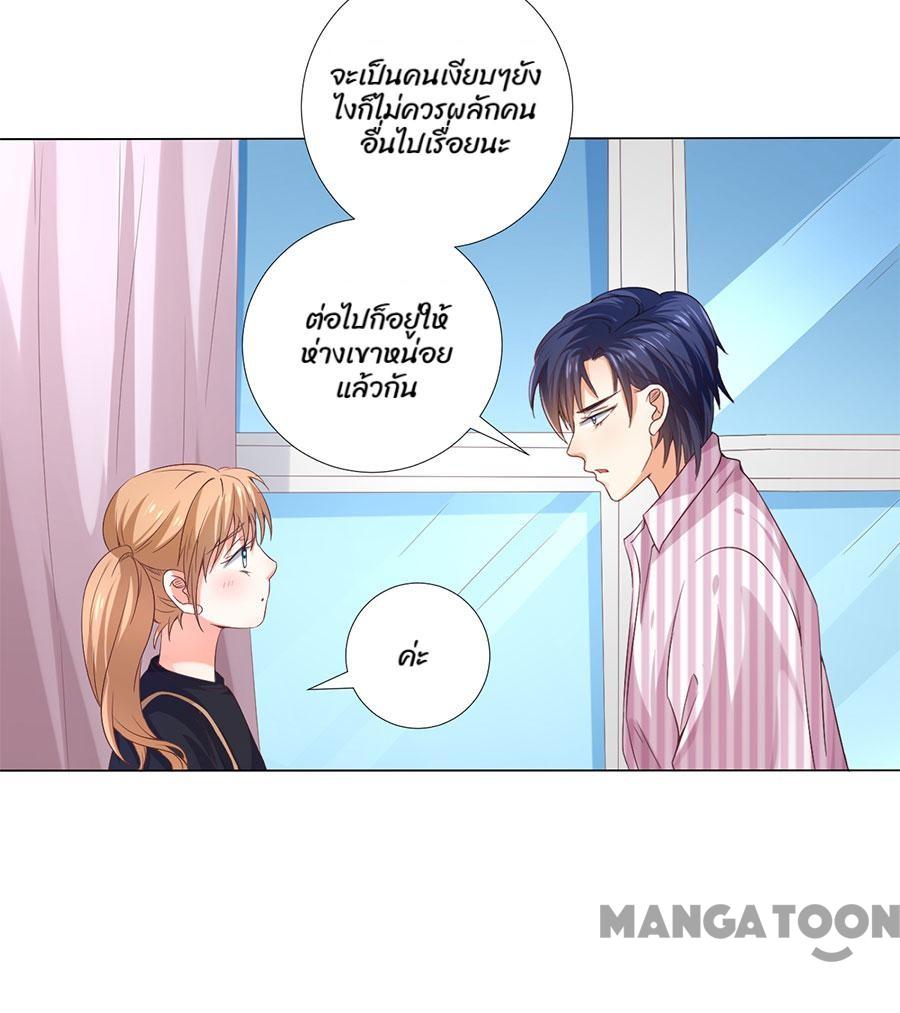 จะเป็นคนเงียบๆยัง
ไงก็ไม่ควรผลักคน
อื่นไปเรื่อยนะ
ต่อไปก็อยู่ให้
ห่างเขาหน่อย
แล้วกัน
ค่ะ
MANGATOON